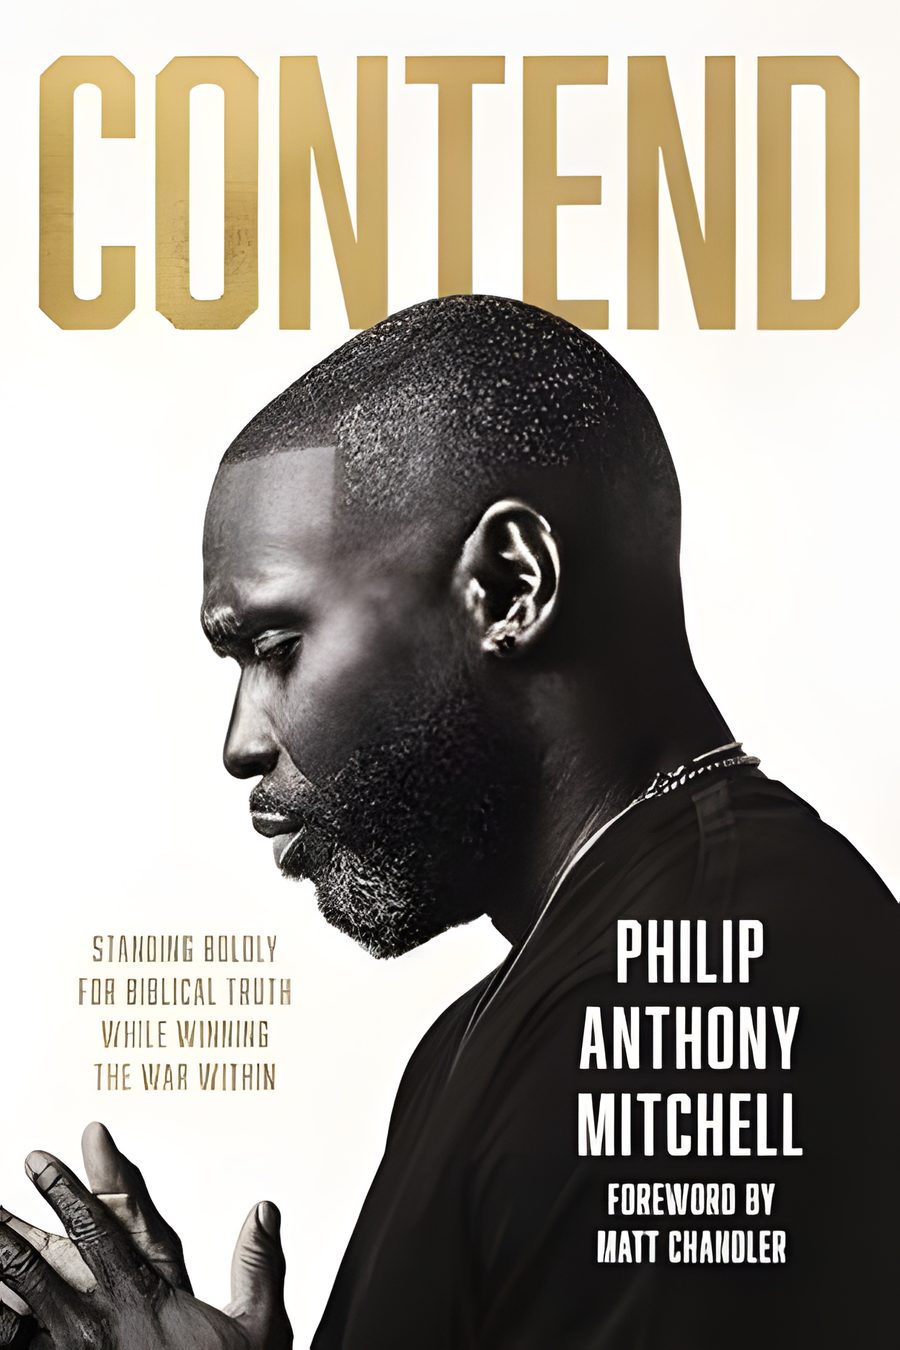 CONTEND
STANDING BOLDLY
FOR BIBLICAL TRUTH
WHILE WINNING
THE WAR WITHIN
PHILIP
ANTHONY
MITCHELL
FOREWORD BY
MATT CHANDLER